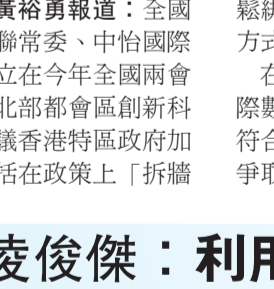 黃裕勇報道：全國
聯常委、中怡國際
立在今年全國兩會
北部都會區創新科
議香港特區政府加
括在政策上「拆牆
鬆綁
方式
在
際數
符合
爭取
凌俊傑：利用